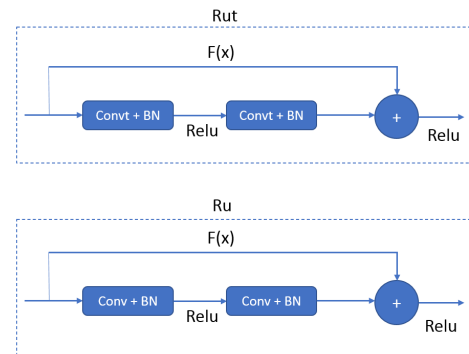 Rut
F(x)
Convt + BN
Relu
Convt + BN
+
Relu
Ru
F(x)
Conv + BN
Relu
Conv + BN
+
Relu